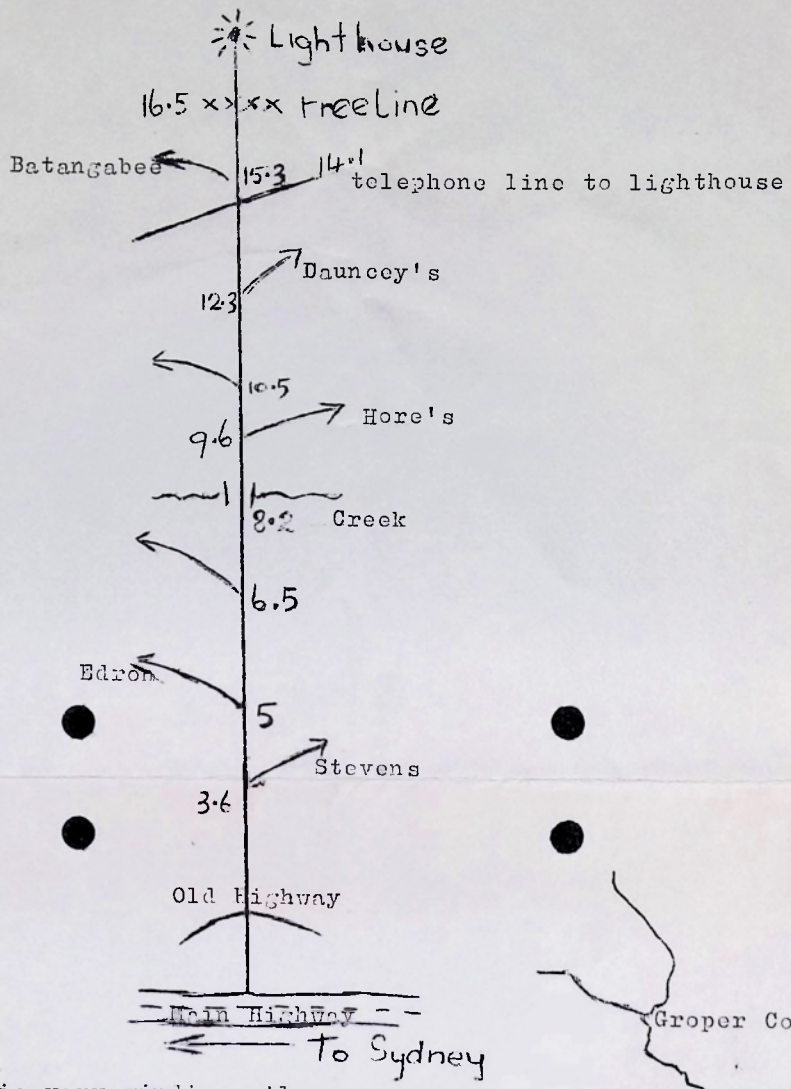 Lighthouse
16.5 xxxx treeline
Batangabee
15.3
14.1
telephone line to lighthouse
Dauncey's
12.3
10.5
Hore's
9.6
8.2
Creek
6.5
Edrom
5
Stevens
3.6
Old Highway
Main Highway
To Sydney
Groper Co